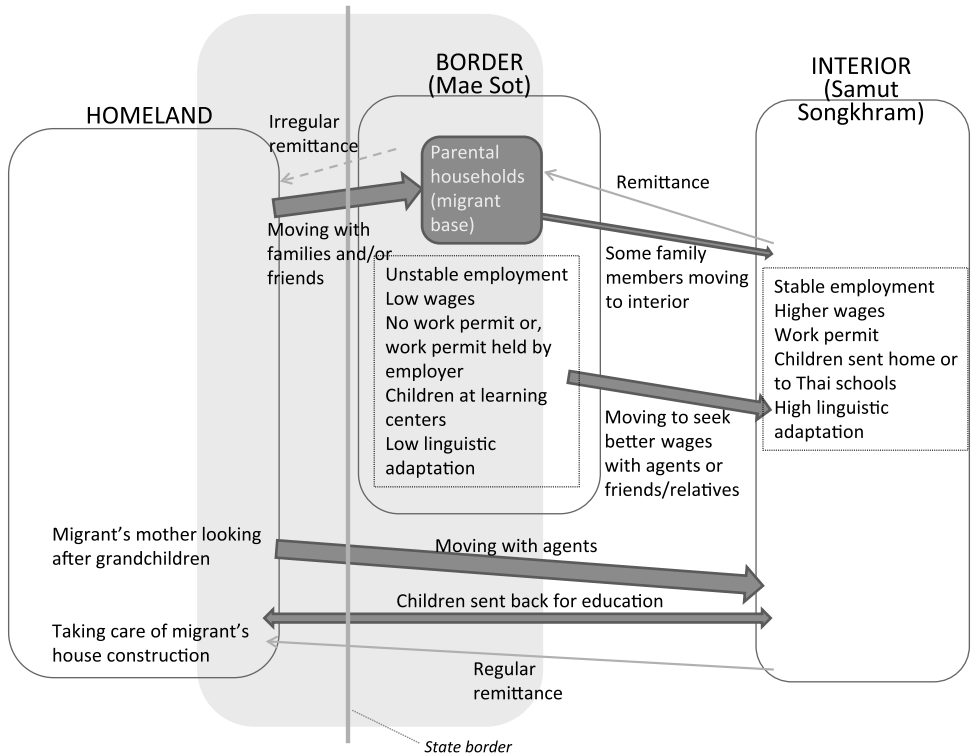 BORDER
(Mae Sot)
INTERIOR
(Samut
Songkhram)
HOMELAND
Irregular
remittance
Parental
households
(migrant
base)
Remittance
Moving with
families and/or
friends
Some family
members moving
to interior
Unstable employment
Low wages
No work permit or,
work permit held by
employer
Children at learning
centers
Low linguistic
adaptation
Stable employment
Higher wages
Work permit
Children sent home or
to Thai schools
High linguistic
adaptation
Moving to seek
better wages
with agents or
friends/relatives
Migrant's mother looking
after grandchildren
Moving with agents
Children sent back for education
Taking care of migrant's
house construction
Regular
remittance
State border